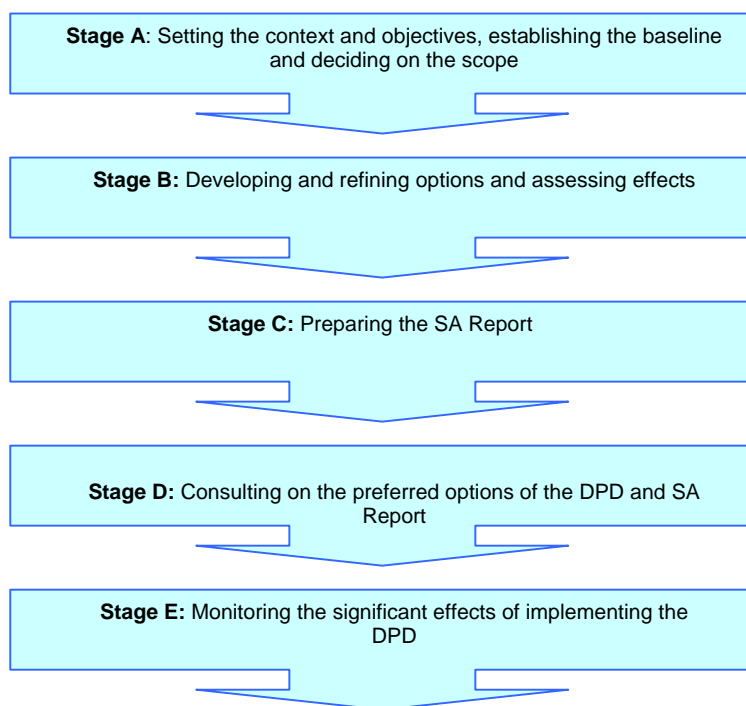 Stage A: Setting the context and objectives, establishing the baseline
and deciding on the scope
Stage B: Developing and refining options and assessing effects
Stage C: Preparing the SA Report
Stage D: Consulting on the preferred options of the DPD and SA
Report
Stage E: Monitoring the significant effects of implementing the
DPD